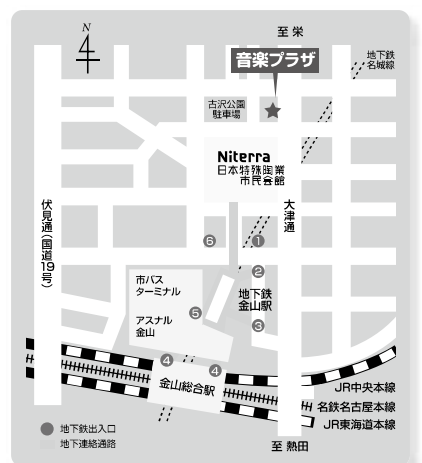 N
至 栄
音楽プラザ
地下鉄
名城線
古沢公園
駐車場
Niterra
日本特殊陶業
市民会館
伏見通(国道19号)
大津通
6
1
2
市バス
ターミナル
地下鉄
金山駅
5
アスナル
金山
3
4
4
金山総合駅
JR中央本線
名鉄名古屋本線
JR東海道本線
地下鉄出入口
地下連絡通路
至 熱田